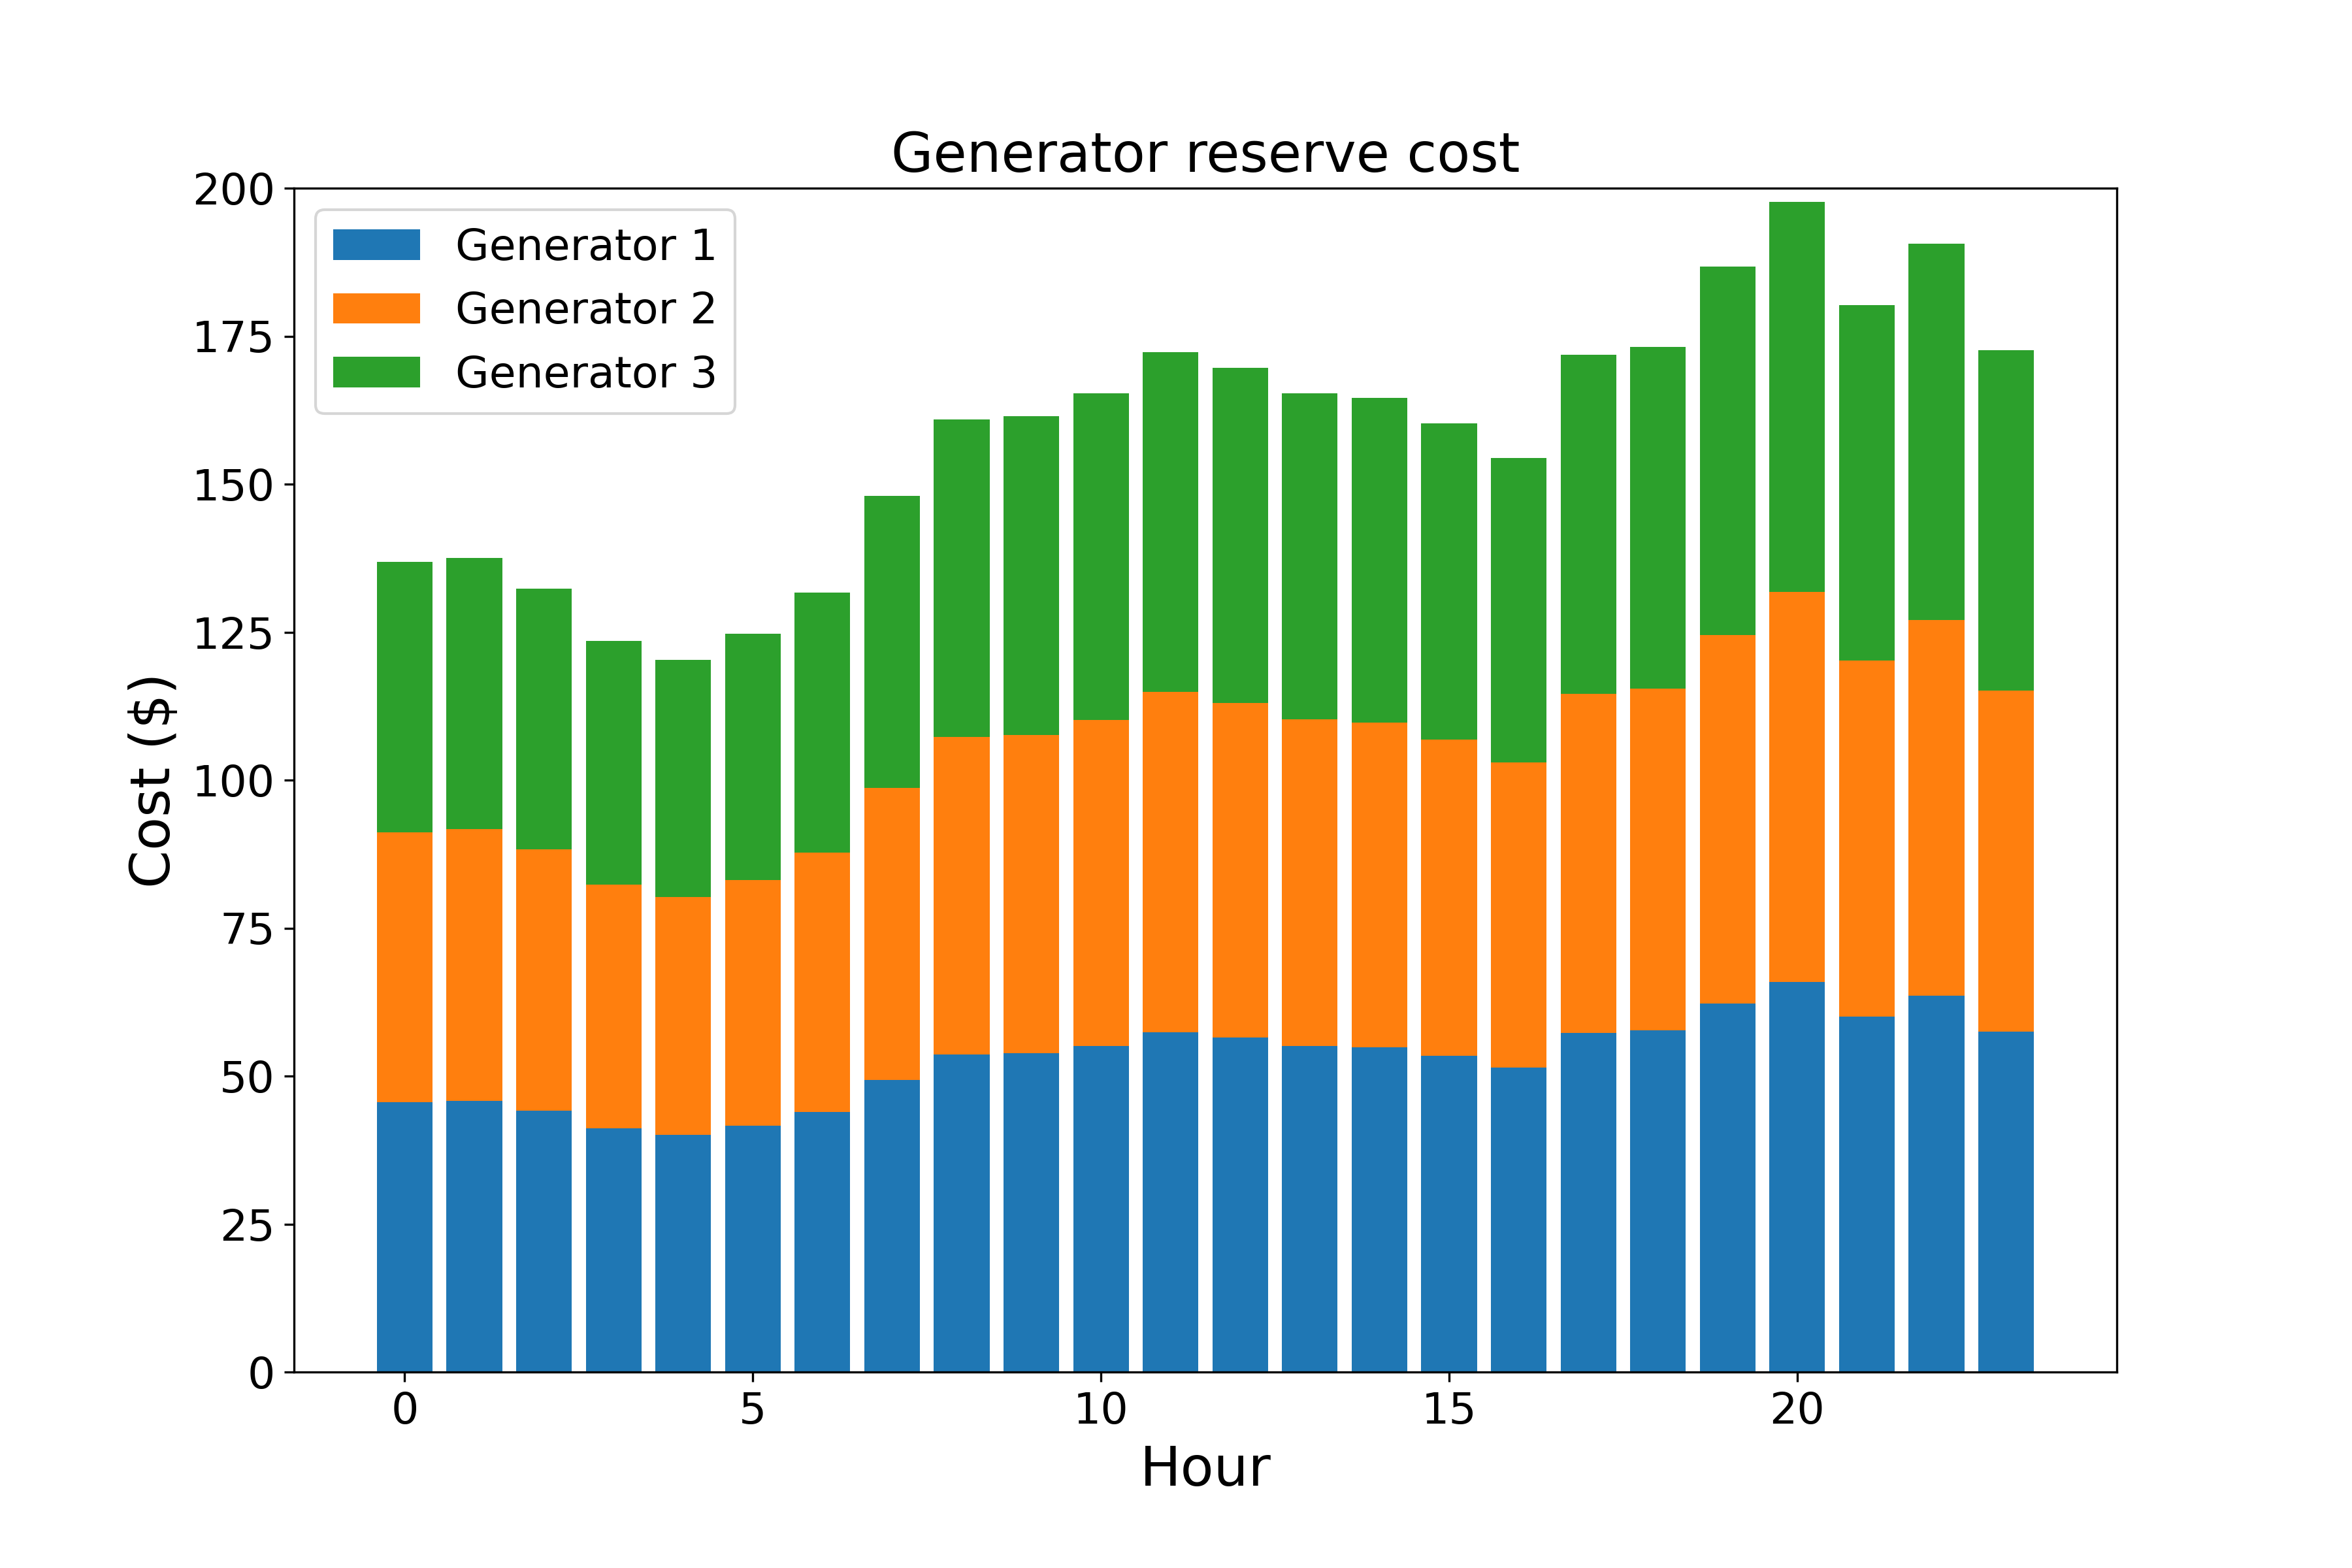 Generator reserve cost
200
175
150
125
100
75
50
25
0
Generator 1
Generator 2
Generator 3
Cost ($)
0 5 10 15 20
Hour